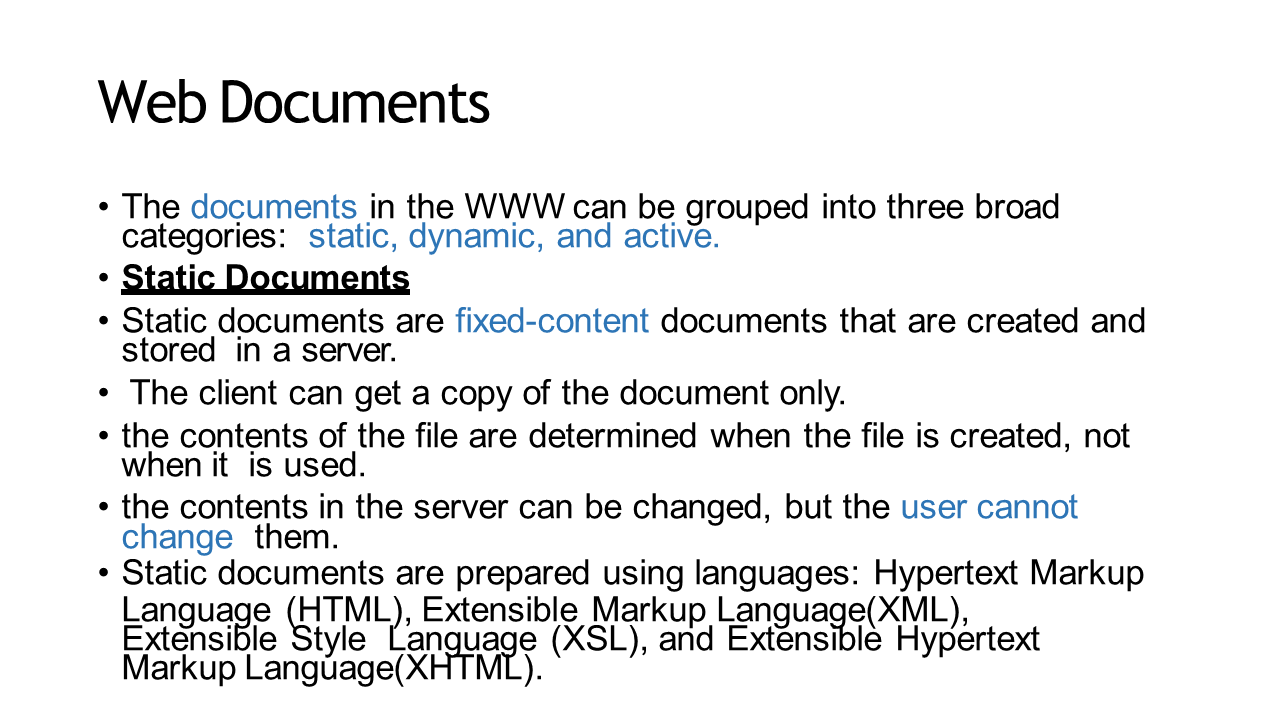 Web Documents
• The documents in the WWW can be grouped into three broad
categories:  static, dynamic, and active.
• Static Documents
• Static documents are fixed-content documents that are created and
stored  in a server.
•  The client can get a copy of the document only.
• the contents of the file are determined when the file is created, not
when it  is used.
• the contents in the server can be changed, but the user cannot
change  them.
• Static documents are prepared using languages: Hypertext Markup
Language (HTML), Extensible Markup Language(XML),
Extensible Style  Language (XSL), and Extensible Hypertext
Markup Language(XHTML).